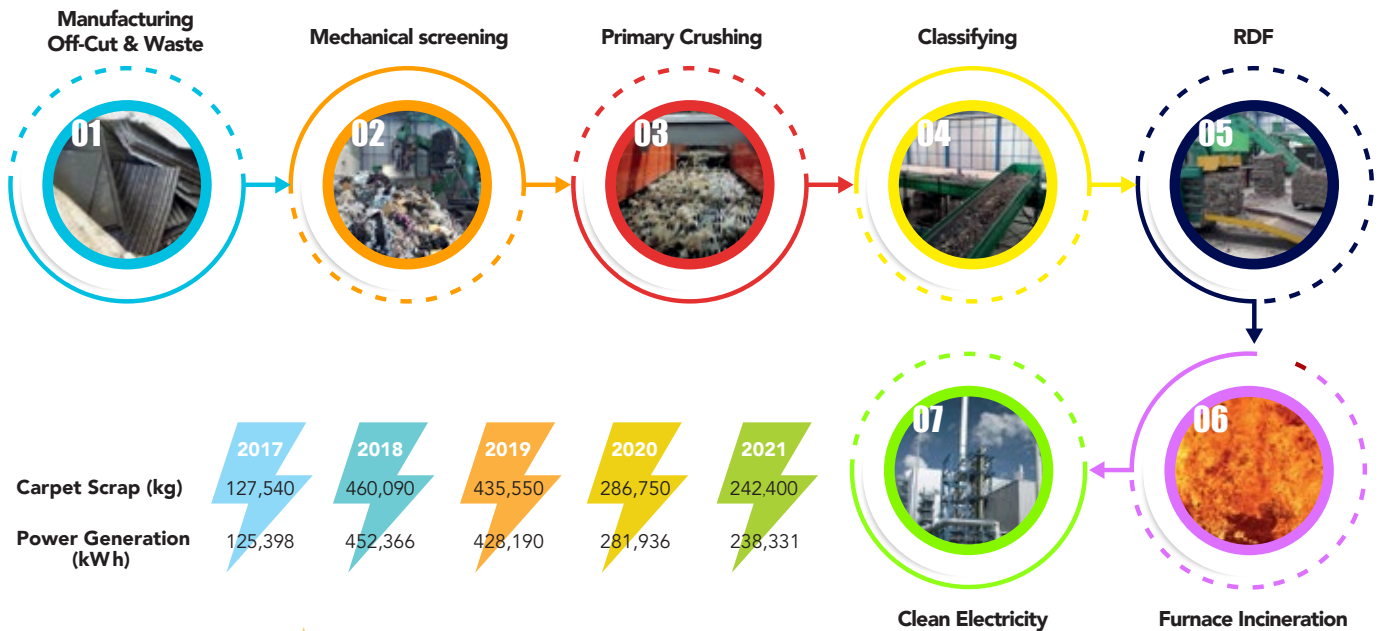 Manufacturing
Off-Cut & Waste
Mechanical screening
Primary Crushing
Classifying
RDF
01
02
03
04
05
07
06
2017
2018
2019
2020
2021
Carpet Scrap (kg)
127,540
460,090
435,550
286,750
242,400
Power Generation
(kWh)
125,398
452,366
428,190
281,936
238,331
Clean Electricity
Furnace Incineration